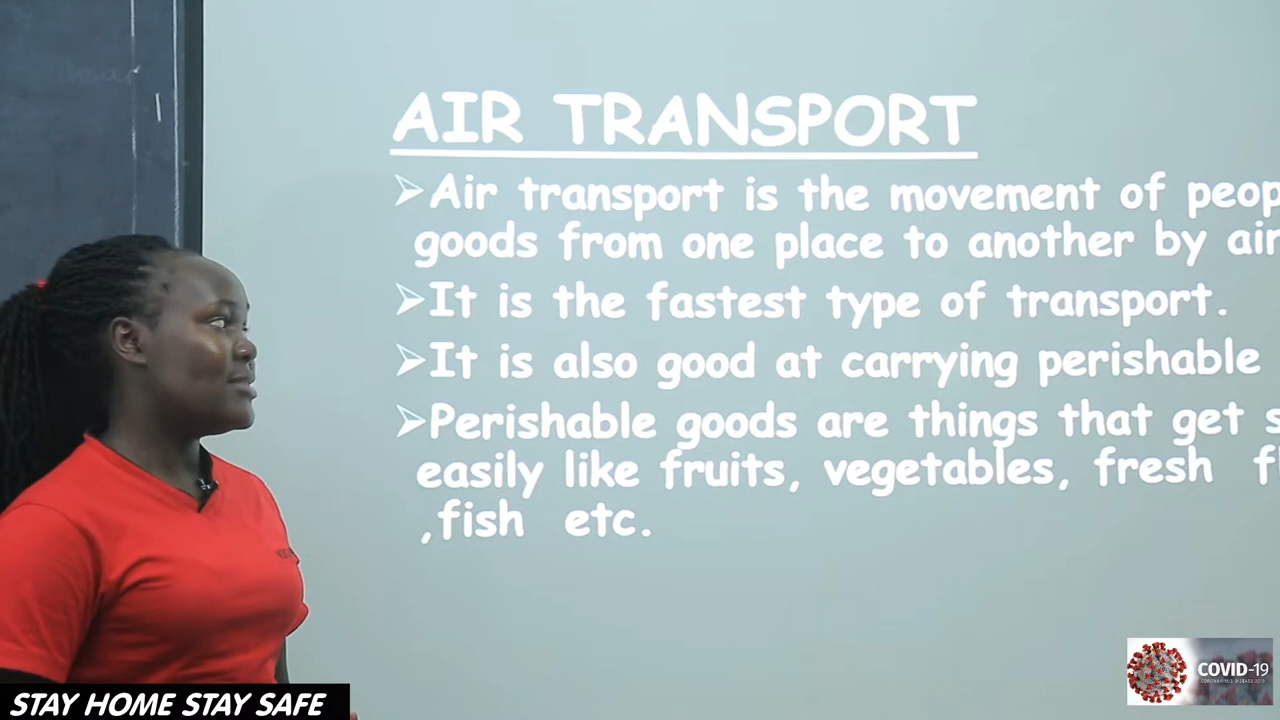 AIR TRANSPORT
Air transport is the movement of
goods from one place to another by air
It is the fastest type of transport.
It is also good at carrying perishable
Perishable goods are things that get
easily like fruits, vegetables, fresh
,fish etc.
STAY HOME STAY SAFE
COVID-19